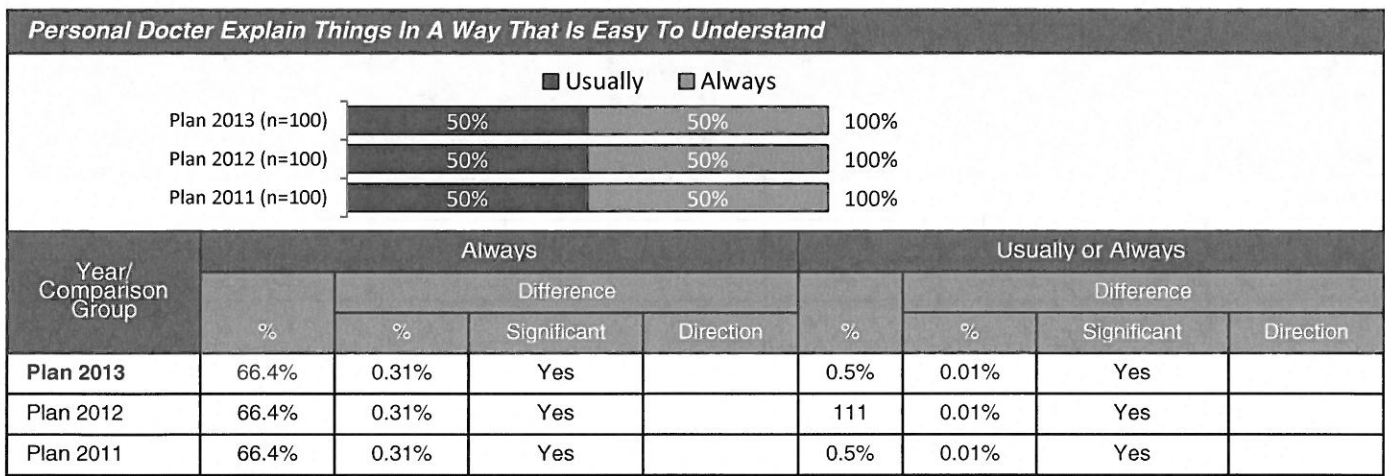 Personal Docter Explain Things In A Way That Is Easy To Understand
Usually Always
Plan 2013 (n=100) 50% 50% 100%
Plan 2012 (n=100) 50% 50% 100%
Plan 2011 (n=100) 50% 50% 100%
Year/ Comparison Group Always Usually or Always
Difference Difference
% % Significant Direction % % Significant Direction
Plan 2013 66.4% 0.31% Yes 0.5% 0.01% Yes
Plan 2012 66.4% 0.31% Yes 111 0.01% Yes
Plan 2011 66.4% 0.31% Yes 0.5% 0.01% Yes